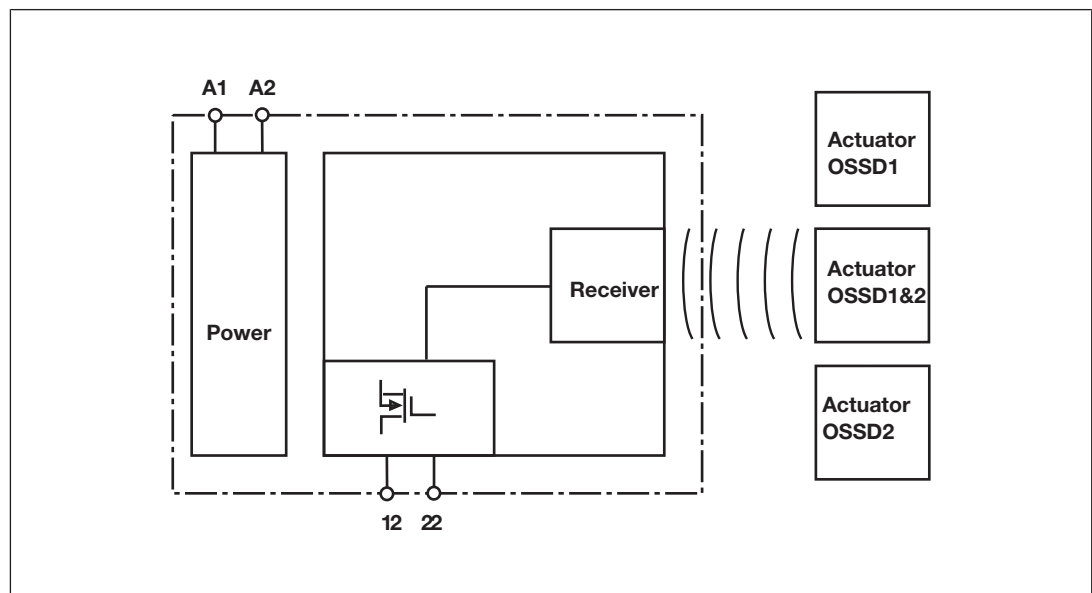 A1 A2
Actuator
OSSD1
Actuator
OSSD1&2
Receiver
Power
Actuator
OSSD2
12 22